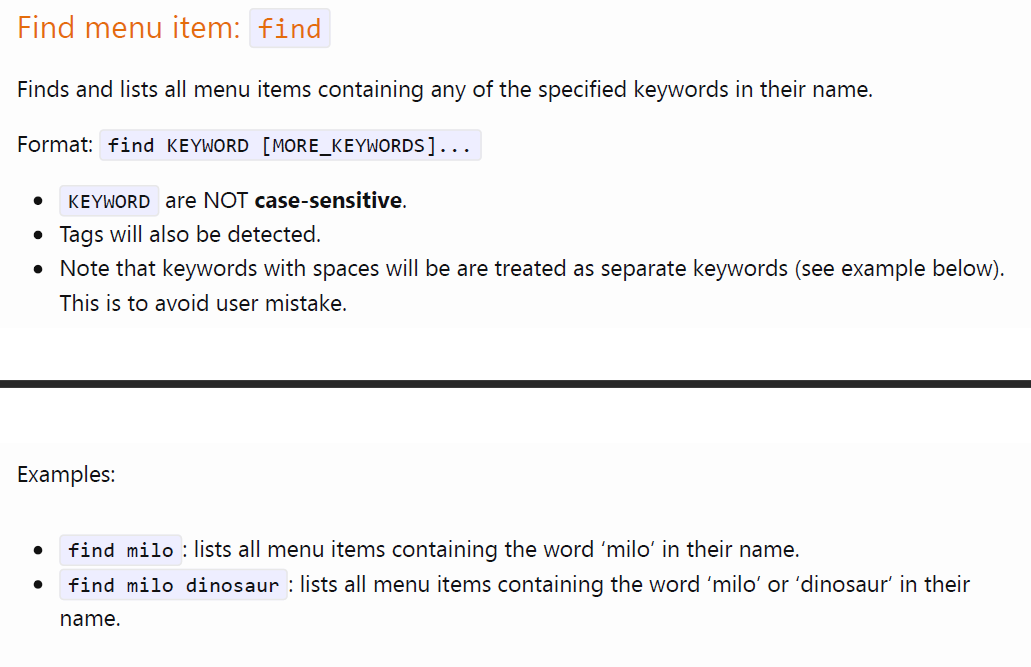 Find menu item: find
Finds and lists all menu items containing any of the specified keywords in their name.
Format: find KEYWORD [MORE_KEYWORDS]...
• KEYWORD are NOT case-sensitive.
• Tags will also be detected.
• Note that keywords with spaces will be are treated as separate keywords (see example below).
This is to avoid user mistake.
Examples:
• find milo : lists all menu items containing the word ‘milo’ in their name.
• find milo dinosaur : lists all menu items containing the word ‘milo’ or ‘dinosaur’ in their
name.